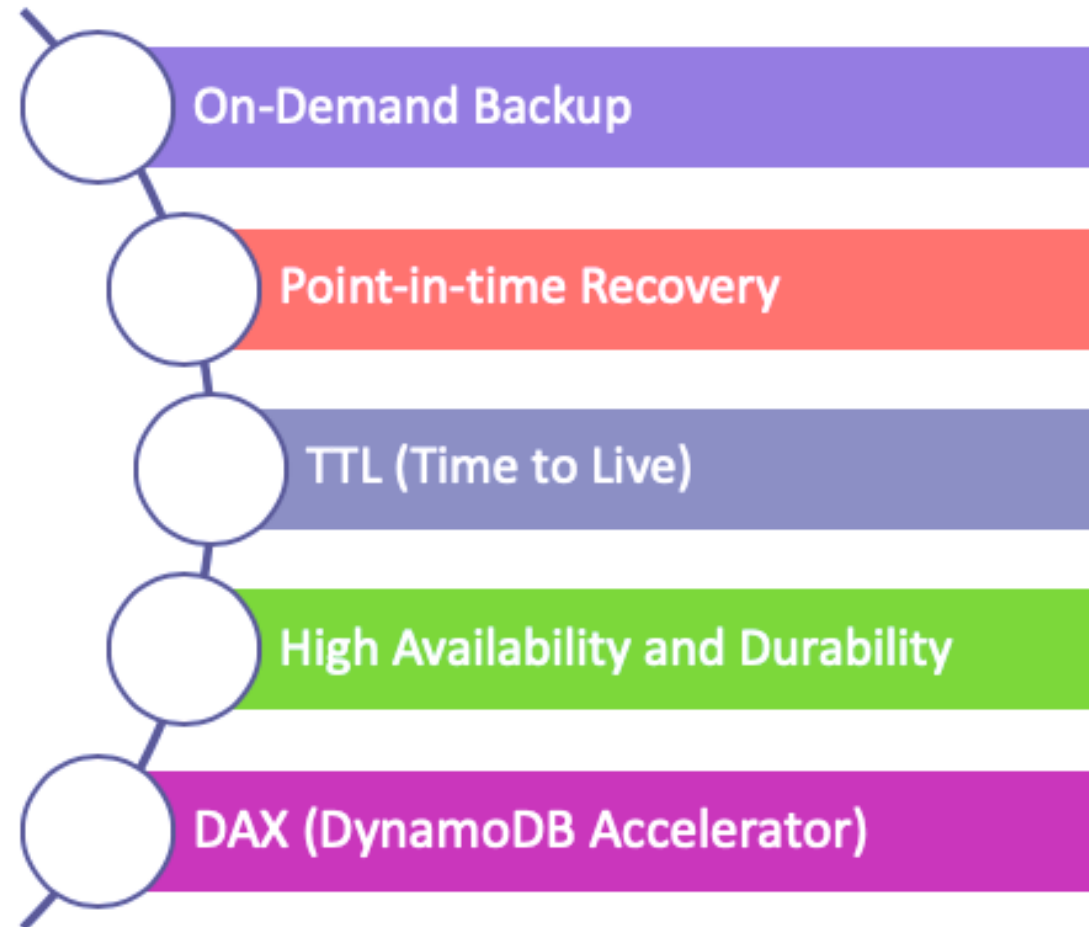 On-Demand Backup
Point-in-time Recovery
TTL (Time to Live)
High Availability and Durability
DAX (DynamoDB Accelerator)